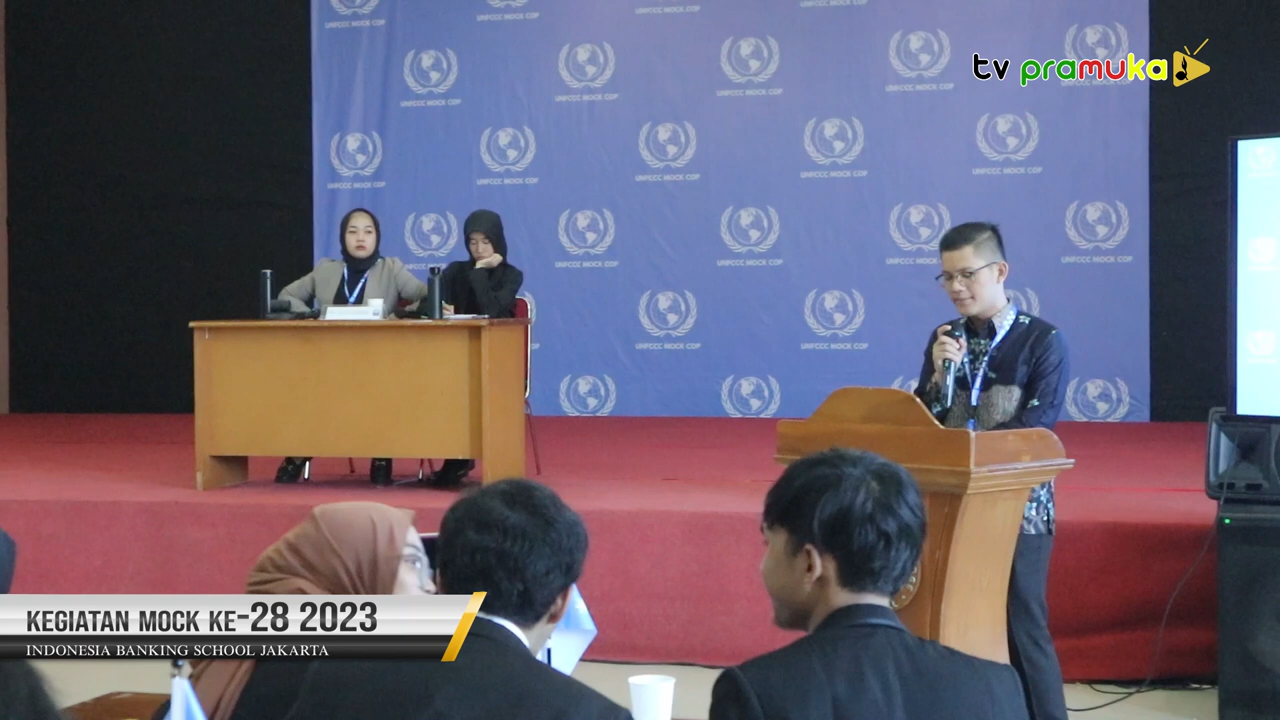 tv pramuka
UNFCCC MOCK COP
KEGIATAN MOCK KE-28 2023
INDONESIA BANKING SCHOOL JAKARTA